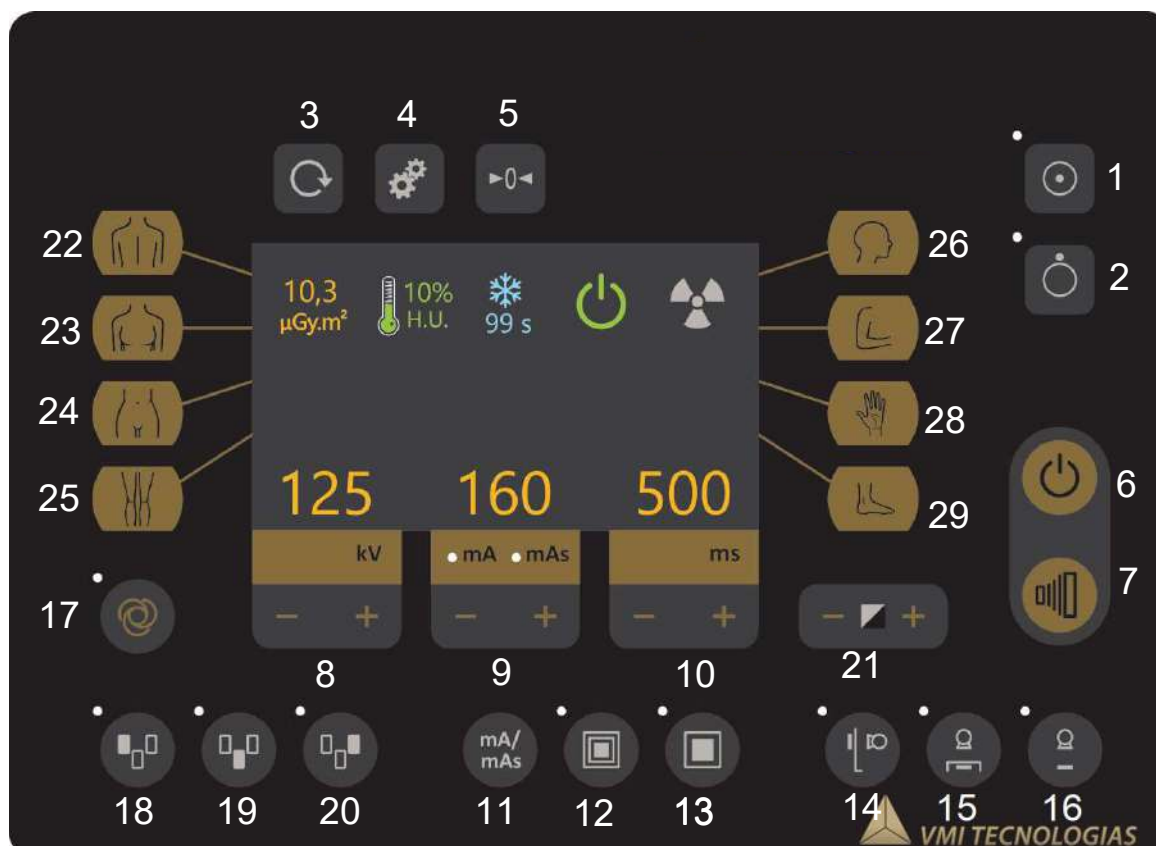 3 4 5
►0◄
1
2
22
23
24
25
26
27
28
29
10,3
µGy.m²
10%
H.U.
99 s
125 160 500
kV mA mAs ms
− + − + − + − +
6
7
17
8 9 10 21
mA/
mAs
18 19 20 11 12 13 14 15 16
VMI TECNOLOGIAS